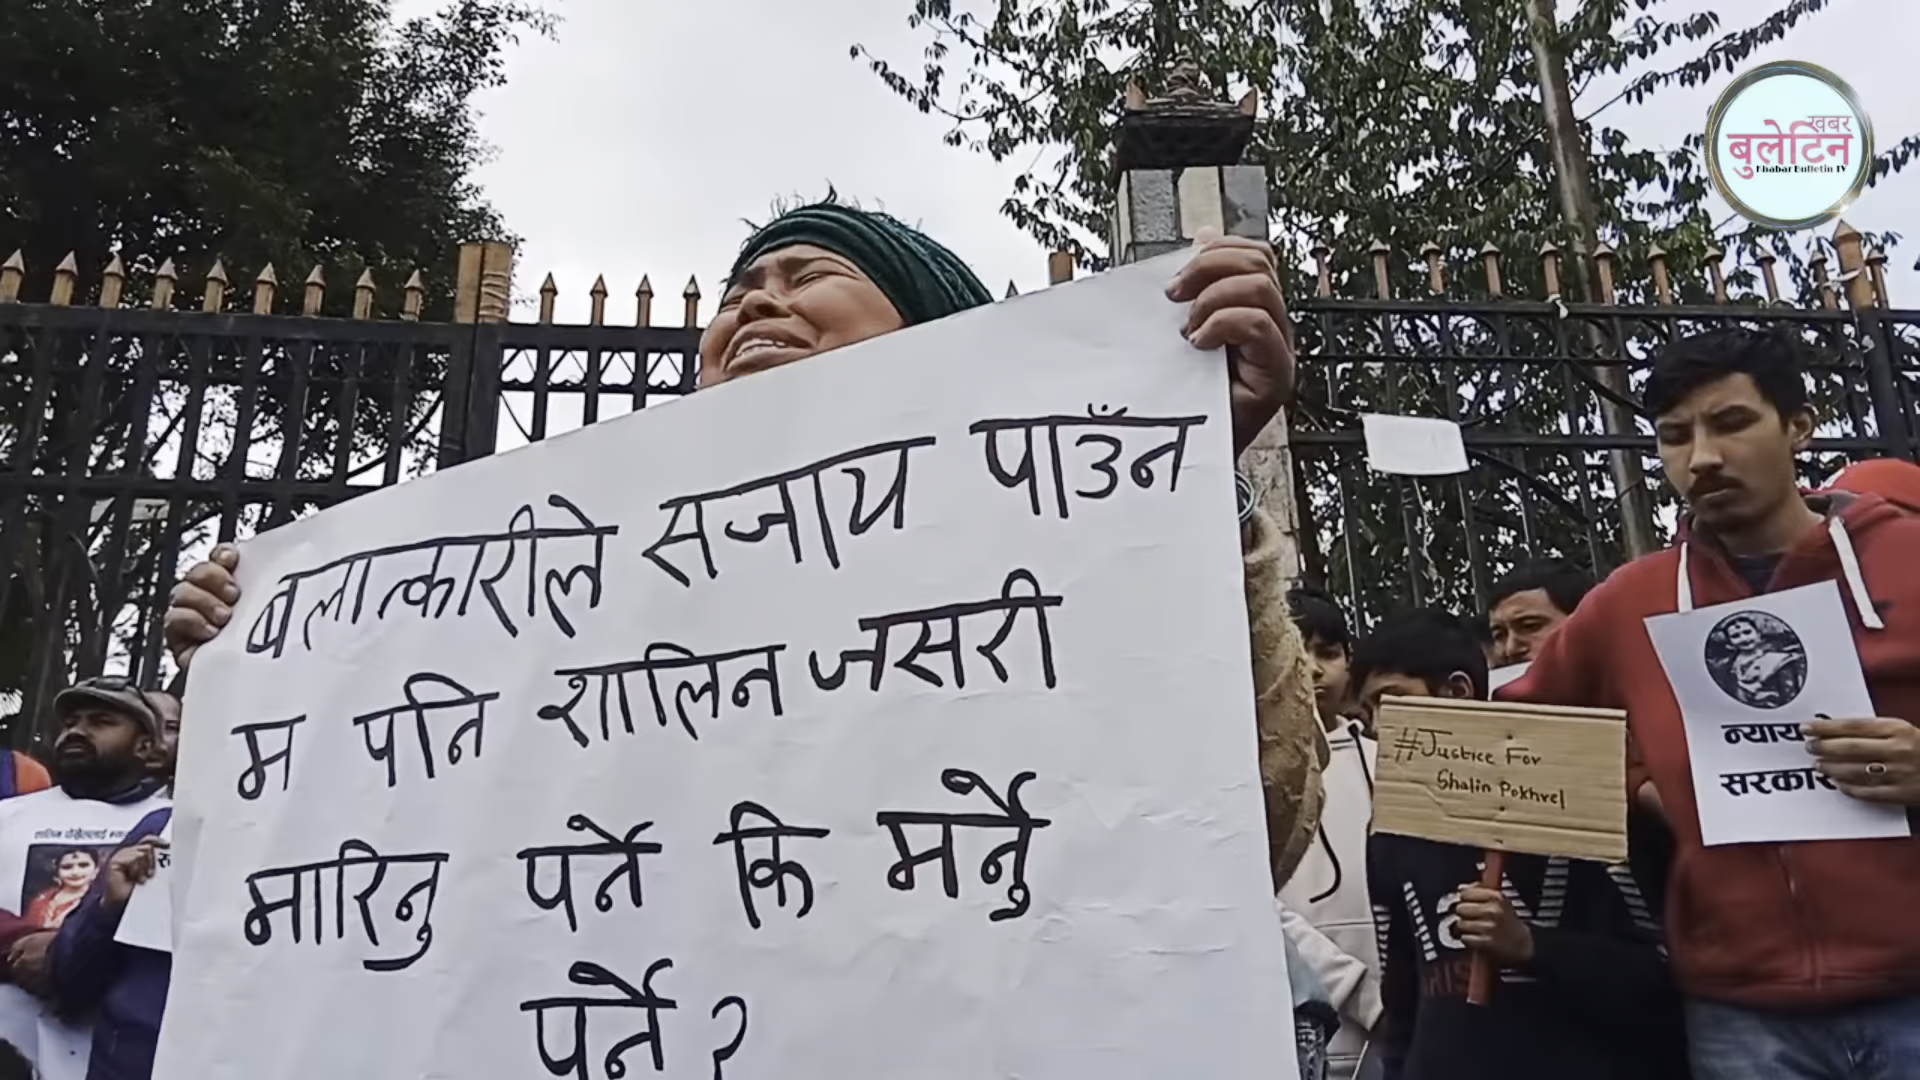 खबर
बुलेटिन
Khabar Bulletin TV
बलात्कारीले सजाय पाउँन
म पनि शालिन जसरी
मारिनु पर्ने कि मर्नु
पर्ने ?
#Justice For
Shalin Pokhrel
न्याय
सरकार